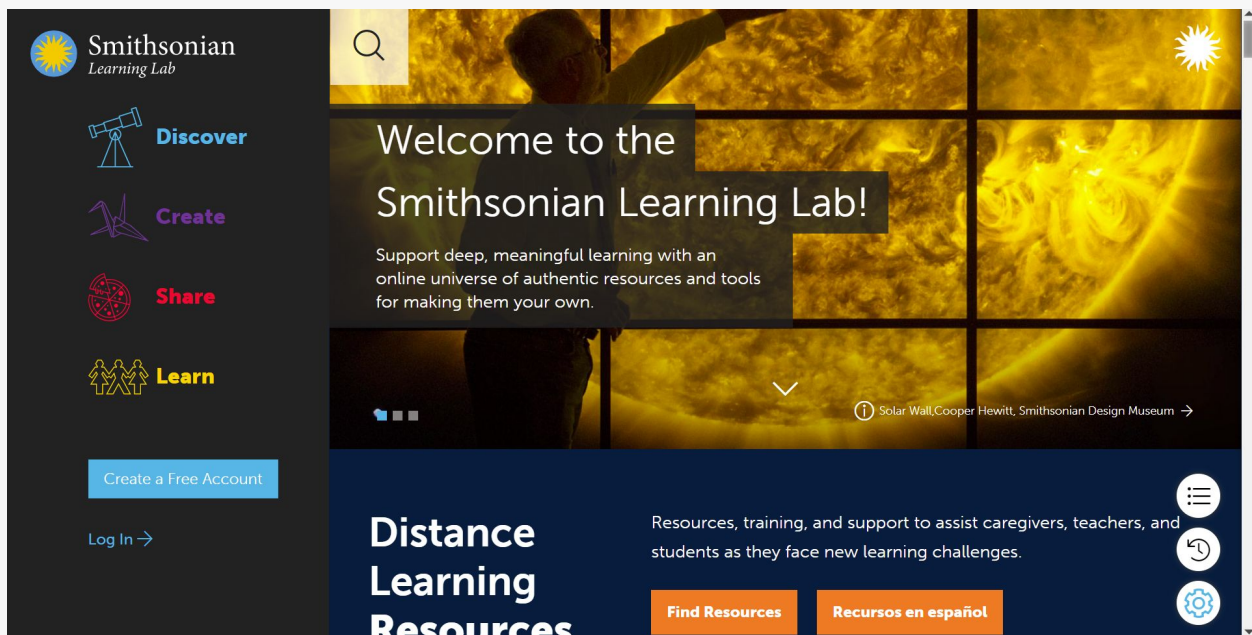 Smithsonian
Learning Lab
Discover
Create
Share
Learn
Create a Free Account
Log In →
Welcome to the
Smithsonian Learning Lab!
Support deep, meaningful learning with an
online universe of authentic resources and tools
for making them your own.
Solar Wall,Cooper Hewitt, Smithsonian Design Museum →
Distance
Learning
Resources
Resources, training, and support to assist caregivers, teachers, and
students as they face new learning challenges.
Find Resources
Recursos en español